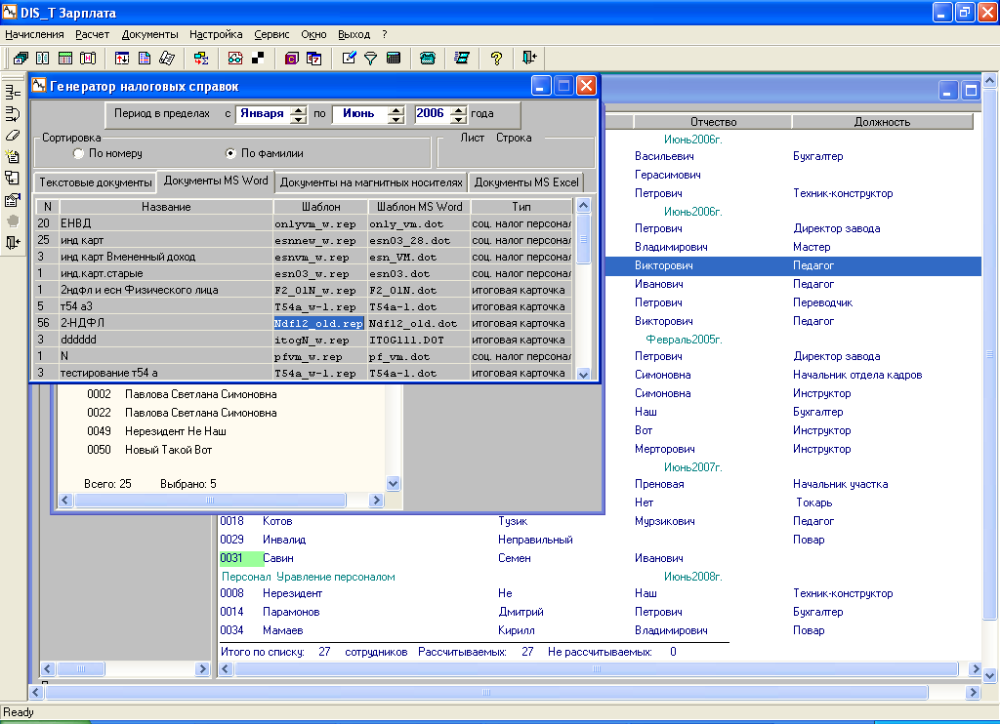 DIS_T Зарплата
Начисления Расчет Документы Настройка Сервис Окно Выход ?
Генератор налоговых справок
Период в пределах с Января по Июнь 2006 года
Сортировка Лист Строка
По номеру По фамилии
Текстовые документы Документы MS Word Документы на магнитных носителях Документы MS Excel
N Название Шаблон Шаблон MS Word Тип
20 ЕНВД onlyvm_w.rep only_vm.dot соц. налог персонал
25 инд карт esnnew_w.rep esn03_28.dot соц. налог персонал
3 инд карт Вмененный доход esnvm_w.rep esn_VM.dot соц. налог персонал
1 инд.карт.старые esn03_w.rep esn03.dot соц. налог персонал
1 2ндфл и есн Физического лица F2_01N_w.rep F2_01N.dot итоговая карточка
5 т54 а3 T54a_w-1.rep T54a-1.dot итоговая карточка
56 2-НДФЛ Ndfl2_old.rep Ndfl2_old.dot итоговая карточка
3 dddddd itogN_w.rep ITOG111.DOT итоговая карточка
1 N pfvm_w.rep pf_vm.dot соц. налог персонал
3 тестирование т54 а T54a_w-1.rep T54a-1.dot итоговая карточка
0002 Павлова Светлана Симоновна
0022 Павлова Светлана Симоновна
0049 Нерезидент Не Наш
0050 Новый Такой Вот
Всего: 25 Выбрано: 5
Отчество Должность
Июнь2006г.
Васильевич Бухгалтер
Герасимович
Петрович Техник-конструктор
Июнь2006г.
Петрович Директор завода
Владимирович Мастер
Викторович Педагог
Иванович Педагог
Петрович Переводчик
Викторович Педагог
Февраль2005г.
Петрович Директор завода
Симоновна Начальник отдела кадров
Симоновна Инструктор
Наш Бухгалтер
Вот Инструктор
Мерторович Инструктор
Июнь2007г.
Преновая Начальник участка
Нет Токарь
0018 Котов Тузик Мурзикович Педагог
0029 Инвалид Неправильный Повар
0031 Савин Семен Иванович
Персонал Уравление персоналом Июнь2008г.
0008 Нерезидент Не Наш Техник-конструктор
0014 Парамонов Дмитрий Петрович Бухгалтер
0034 Мамаев Кирилл Владимирович Повар
Итого по списку: 27 сотрудников Рассчитываемых: 27 Не рассчитываемых: 0
Ready